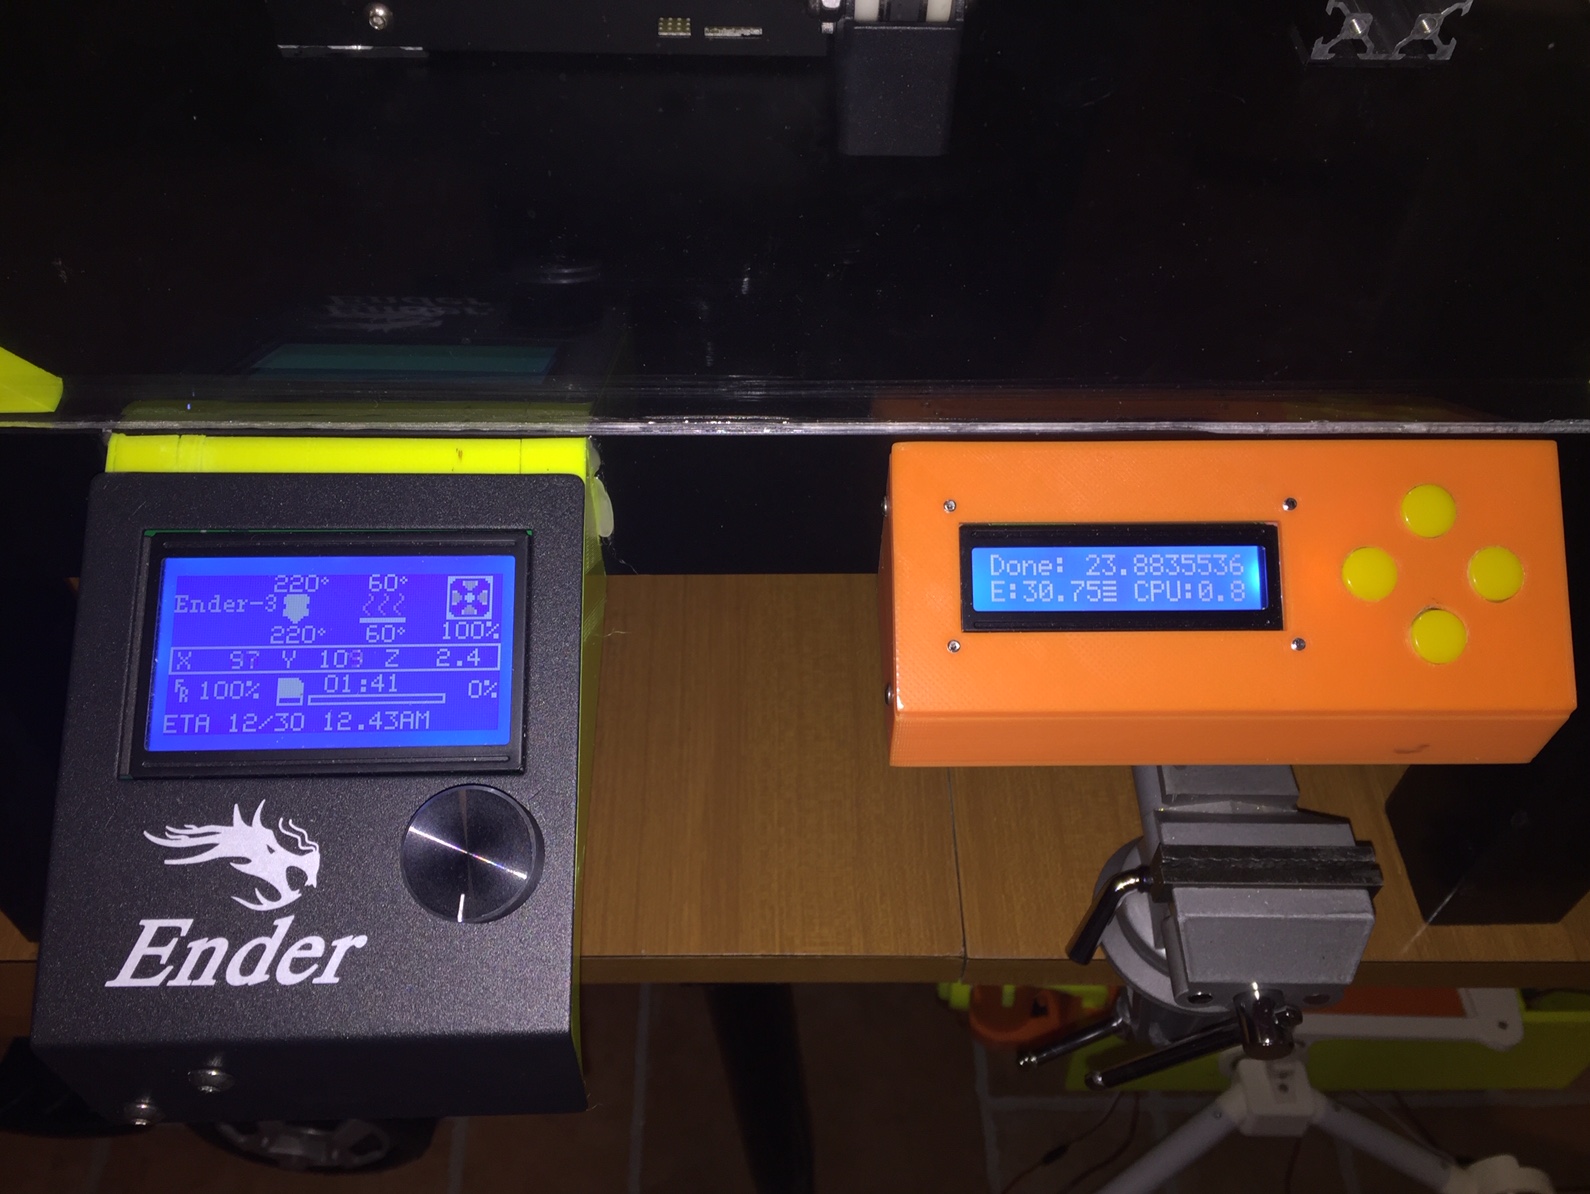 220° 60°
Ender-3
220° 60° 100%
X 97 Y 109 Z 2.4
FR 100% 01:41 0%
ETA 12/30 12.43AM
Ender
Done: 23.8835536
E:30.75≣ CPU:0.8